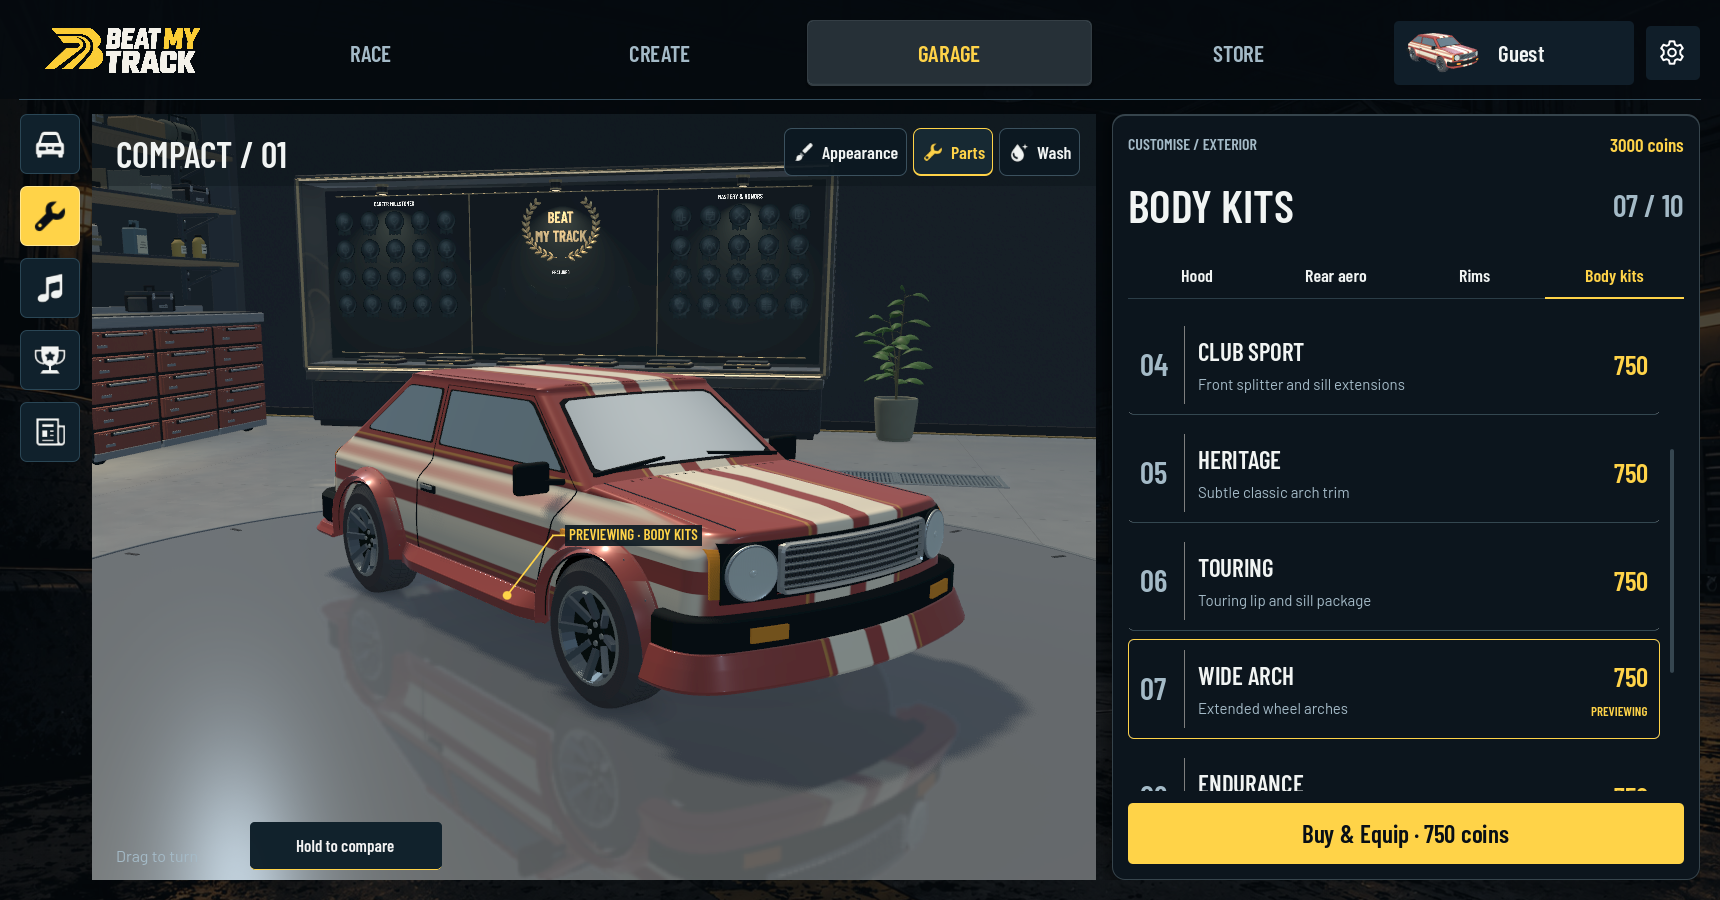 BEAT MY
TRACK
RACE
CREATE
GARAGE
STORE
Guest
COMPACT / 01
Appearance
Parts
Wash
BEAT
MY TRACK
MASTERY & HONORS
PREVIEWING · BODY KITS
Drag to turn
Hold to compare
CUSTOMISE / EXTERIOR
3000 coins
BODY KITS
07 / 10
Hood
Rear aero
Rims
Body kits
04
CLUB SPORT
Front splitter and sill extensions
750
05
HERITAGE
Subtle classic arch trim
750
06
TOURING
Touring lip and sill package
750
07
WIDE ARCH
Extended wheel arches
750
PREVIEWING
ENDURANCE
Buy & Equip · 750 coins